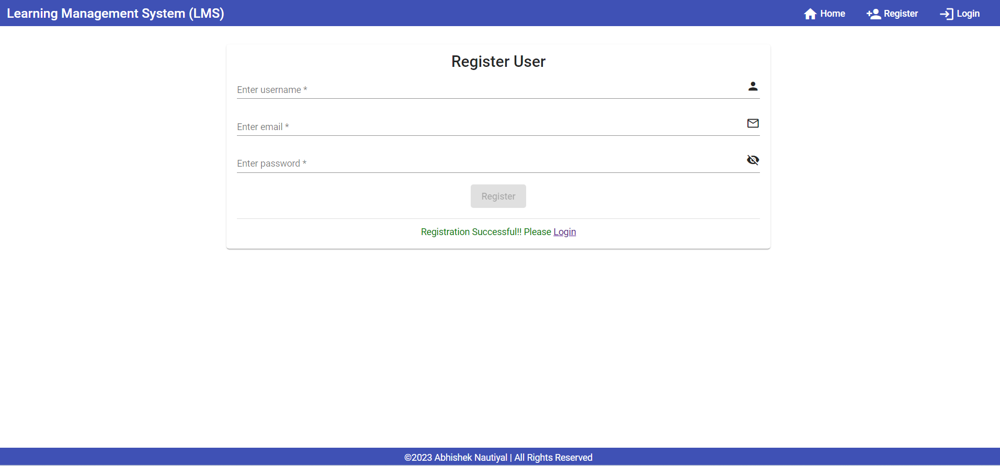 Learning Management System (LMS) Home Register Login
Register User
Enter username *
Enter email *
Enter password *
Register
Registration Successful!! Please Login
©2023 Abhishek Nautiyal | All Rights Reserved